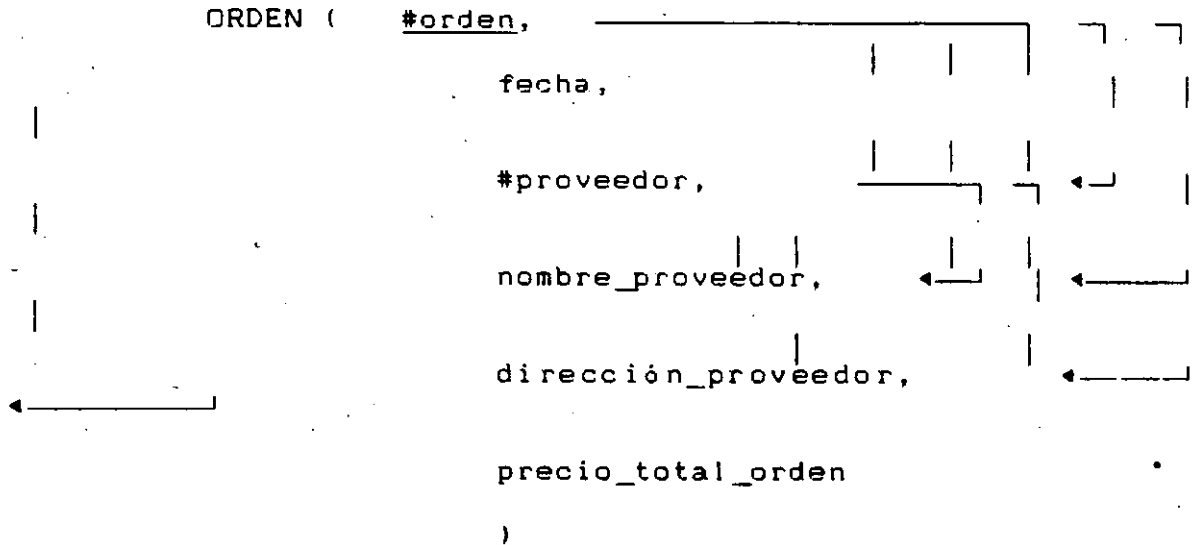 ORDEN ( #orden,
fecha,
#proveedor,
nombre_proveedor,
dirección_proveedor,
precio_total_orden
)